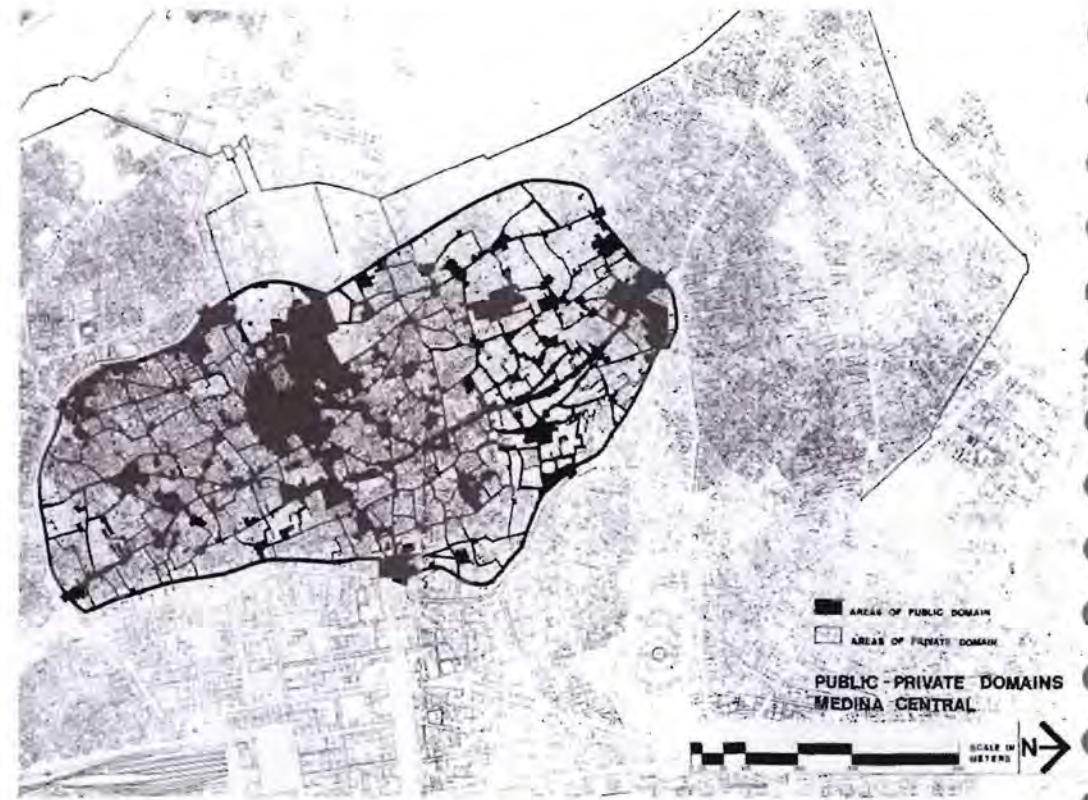 AREAS OF PUBLIC DOMAIN
AREAS OF PRIVATE DOMAIN
PUBLIC-PRIVATE DOMAINS
MEDINA CENTRAL
SCALE IN
METERS
N